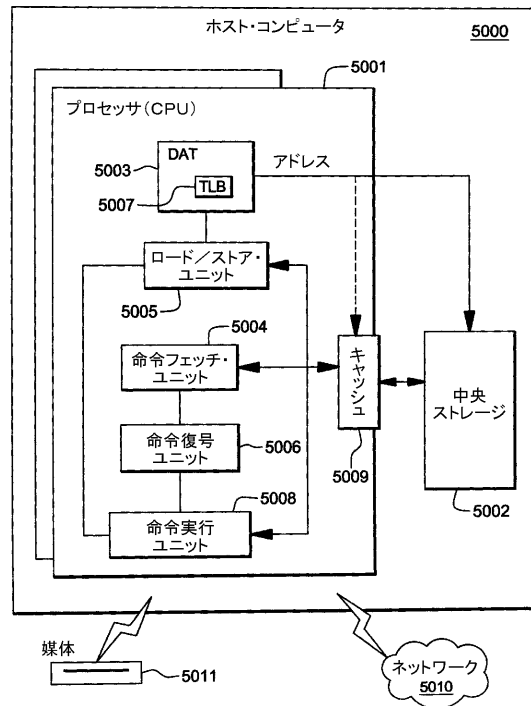 ホスト・コンピュータ
5000
5001
プロセッサ(CPU)
DAT
5003
TLB
5007
アドレス
ロード/ストア・
ユニット
5005
5004
命令フェッチ・
ユニット
キャッシュ
5009
中央
ストレージ
5002
命令復号
ユニット
5006
5008
命令実行
ユニット
媒体
5011
ネットワーク
5010